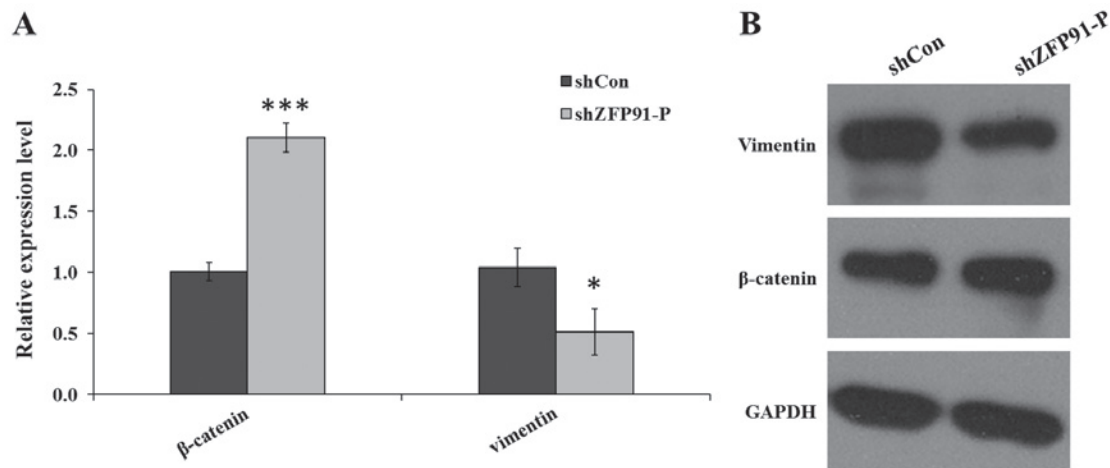 A
Relative expression level
2.5
2.0
1.5
1.0
0.5
0.0
***
*
shCon
shZFP91-P
β-catenin
vimentin
B
shCon
shZFP91-P
Vimentin
β-catenin
GAPDH